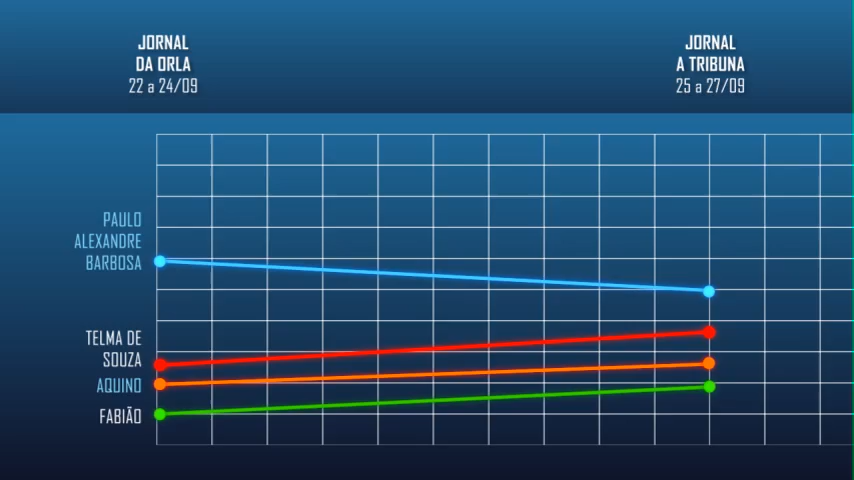 JORNAL
DA ORLA
22 a 24/09
JORNAL
A TRIBUNA
25 a 27/09
PAULO
ALEXANDRE
BARBOSA
TELMA DE
SOUZA
AQUINO
FABIÃO